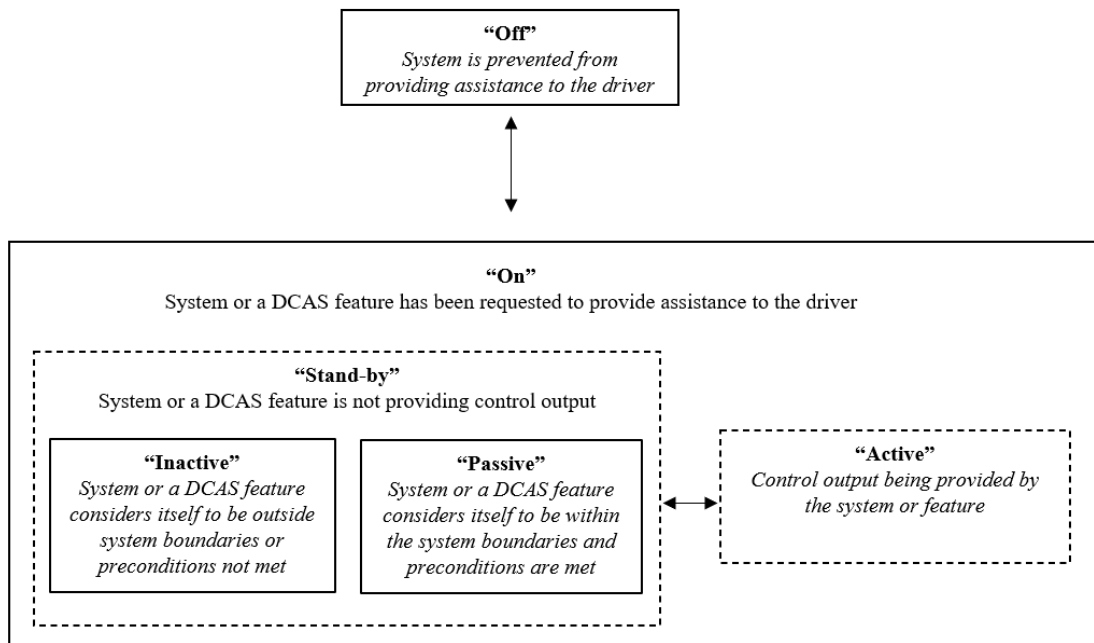 “Off”
System is prevented from
providing assistance to the driver
“On”
System or a DCAS feature has been requested to provide assistance to the driver
“Stand-by”
System or a DCAS feature is not providing control output
“Inactive”
System or a DCAS feature
considers itself to be outside
system boundaries or
preconditions not met
“Passive”
System or a DCAS feature
considers itself to be within
the system boundaries and
preconditions are met
“Active”
Control output being provided by
the system or feature